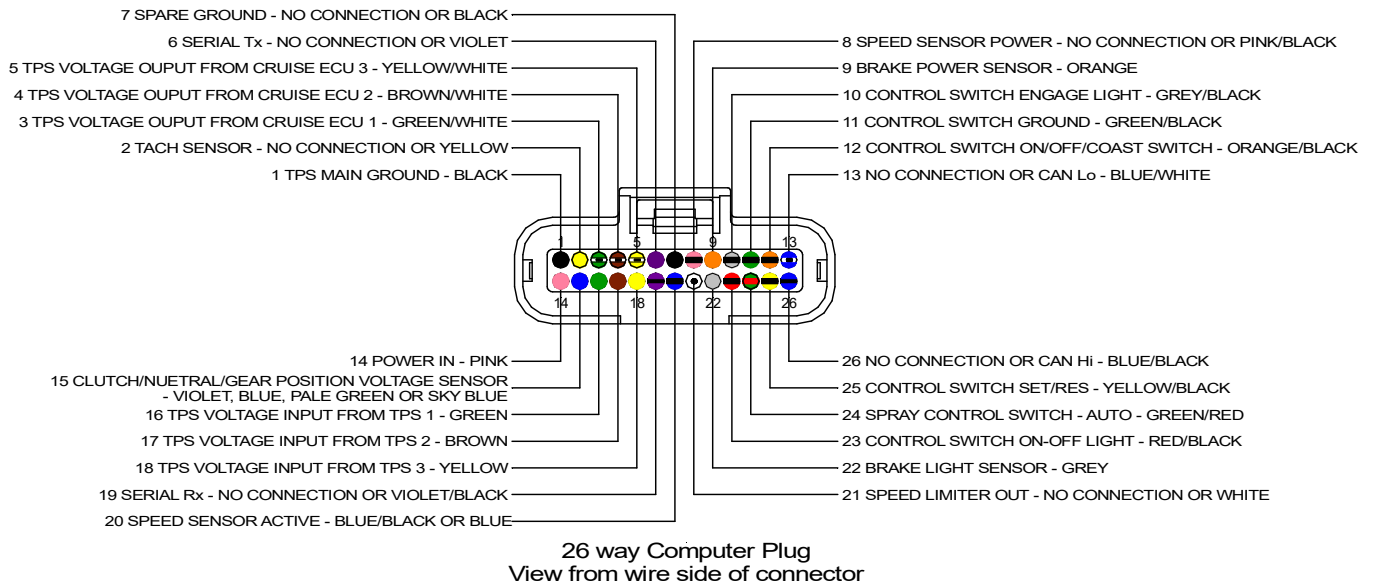 7 SPARE GROUND - NO CONNECTION OR BLACK
6 SERIAL Tx - NO CONNECTION OR VIOLET
5 TPS VOLTAGE OUPUT FROM CRUISE ECU 3 - YELLOW/WHITE
4 TPS VOLTAGE OUPUT FROM CRUISE ECU 2 - BROWN/WHITE
3 TPS VOLTAGE OUPUT FROM CRUISE ECU 1 - GREEN/WHITE
2 TACH SENSOR - NO CONNECTION OR YELLOW
1 TPS MAIN GROUND - BLACK
8 SPEED SENSOR POWER - NO CONNECTION OR PINK/BLACK
9 BRAKE POWER SENSOR - ORANGE
10 CONTROL SWITCH ENGAGE LIGHT - GREY/BLACK
11 CONTROL SWITCH GROUND - GREEN/BLACK
12 CONTROL SWITCH ON/OFF/COAST SWITCH - ORANGE/BLACK
13 NO CONNECTION OR CAN Lo - BLUE/WHITE
1 5 9 13
14 18 22 26
14 POWER IN - PINK
15 CLUTCH/NUETRAL/GEAR POSITION VOLTAGE SENSOR
- VIOLET, BLUE, PALE GREEN OR SKY BLUE
16 TPS VOLTAGE INPUT FROM TPS 1 - GREEN
17 TPS VOLTAGE INPUT FROM TPS 2 - BROWN
18 TPS VOLTAGE INPUT FROM TPS 3 - YELLOW
19 SERIAL Rx - NO CONNECTION OR VIOLET/BLACK
20 SPEED SENSOR ACTIVE - BLUE/BLACK OR BLUE
26 NO CONNECTION OR CAN Hi - BLUE/BLACK
25 CONTROL SWITCH SET/RES - YELLOW/BLACK
24 SPRAY CONTROL SWITCH - AUTO - GREEN/RED
23 CONTROL SWITCH ON-OFF LIGHT - RED/BLACK
22 BRAKE LIGHT SENSOR - GREY
21 SPEED LIMITER OUT - NO CONNECTION OR WHITE
26 way Computer Plug
View from wire side of connector